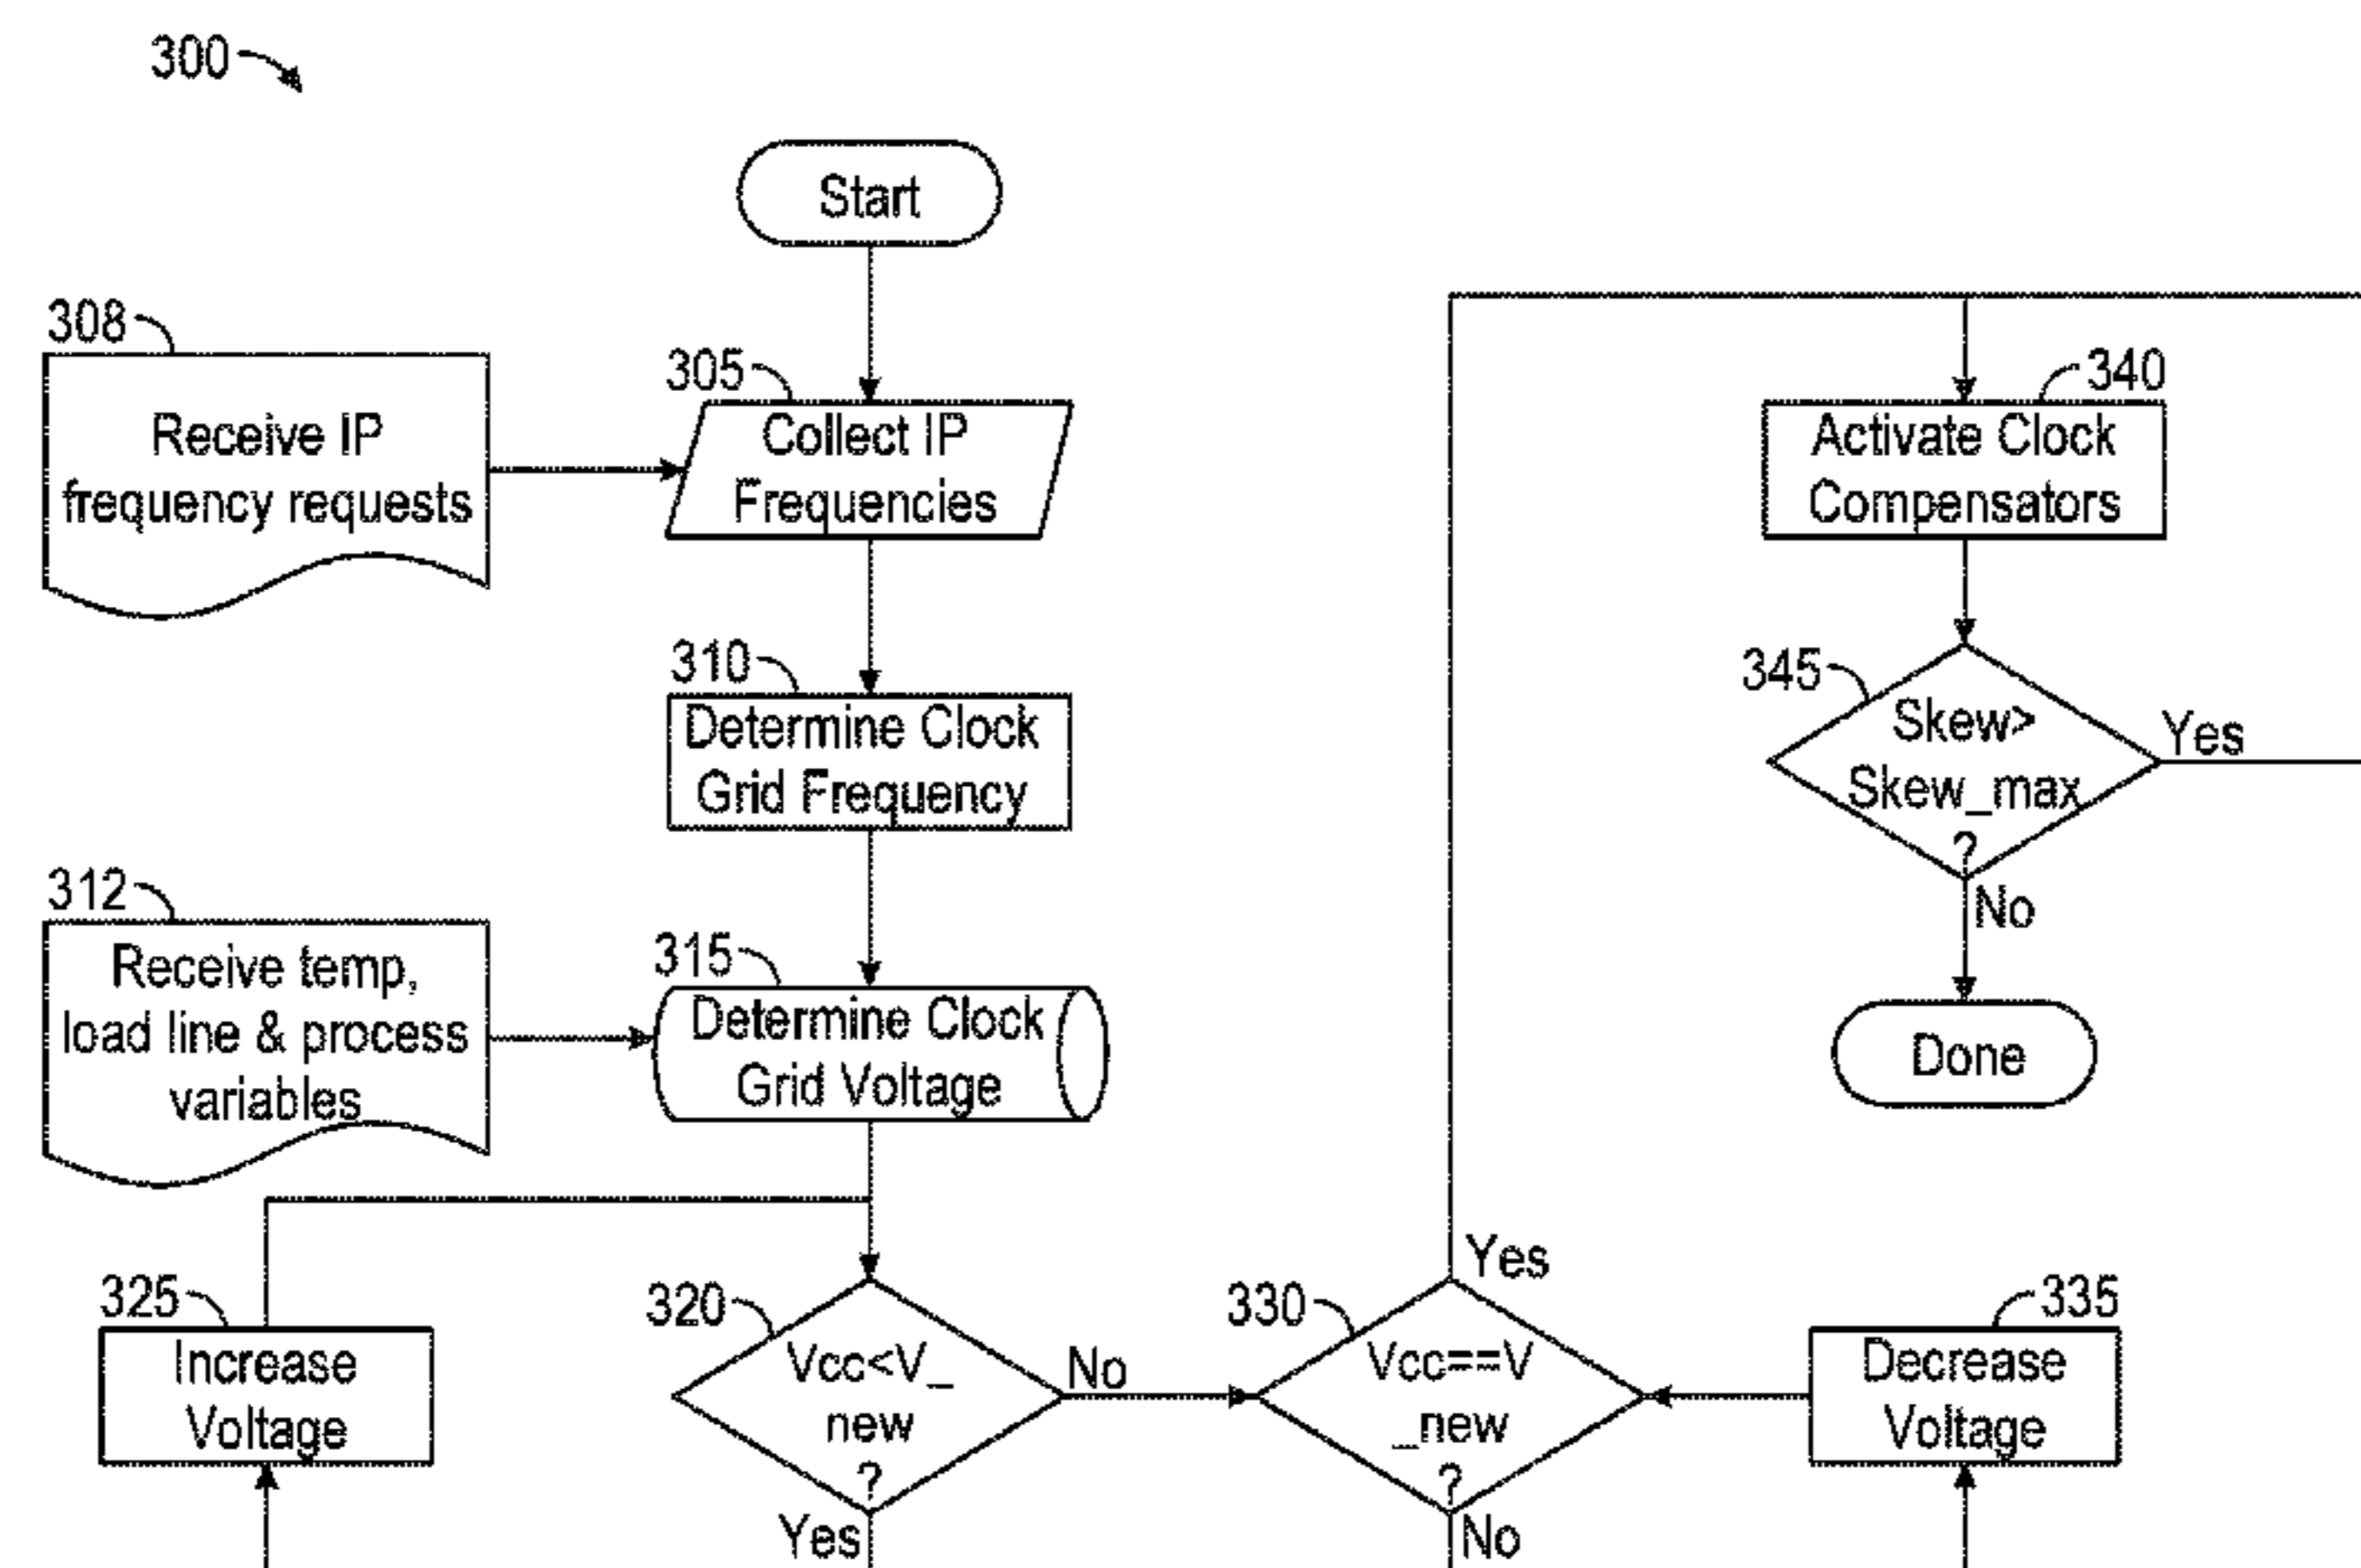 300
Start
308
Receive IP
frequency requests
305
Collect IP
Frequencies
310
Determine Clock
Grid Frequency
312
Receive temp,
load line & process
variables
315
Determine Clock
Grid Voltage
325
Increase
Voltage
320
Vcc<V_
new
?
Yes
No
330
Vcc==V
_new
?
Yes
No
335
Decrease
Voltage
340
Activate Clock
Compensators
345
Skew>
Skew_max
?
Yes
No
Done